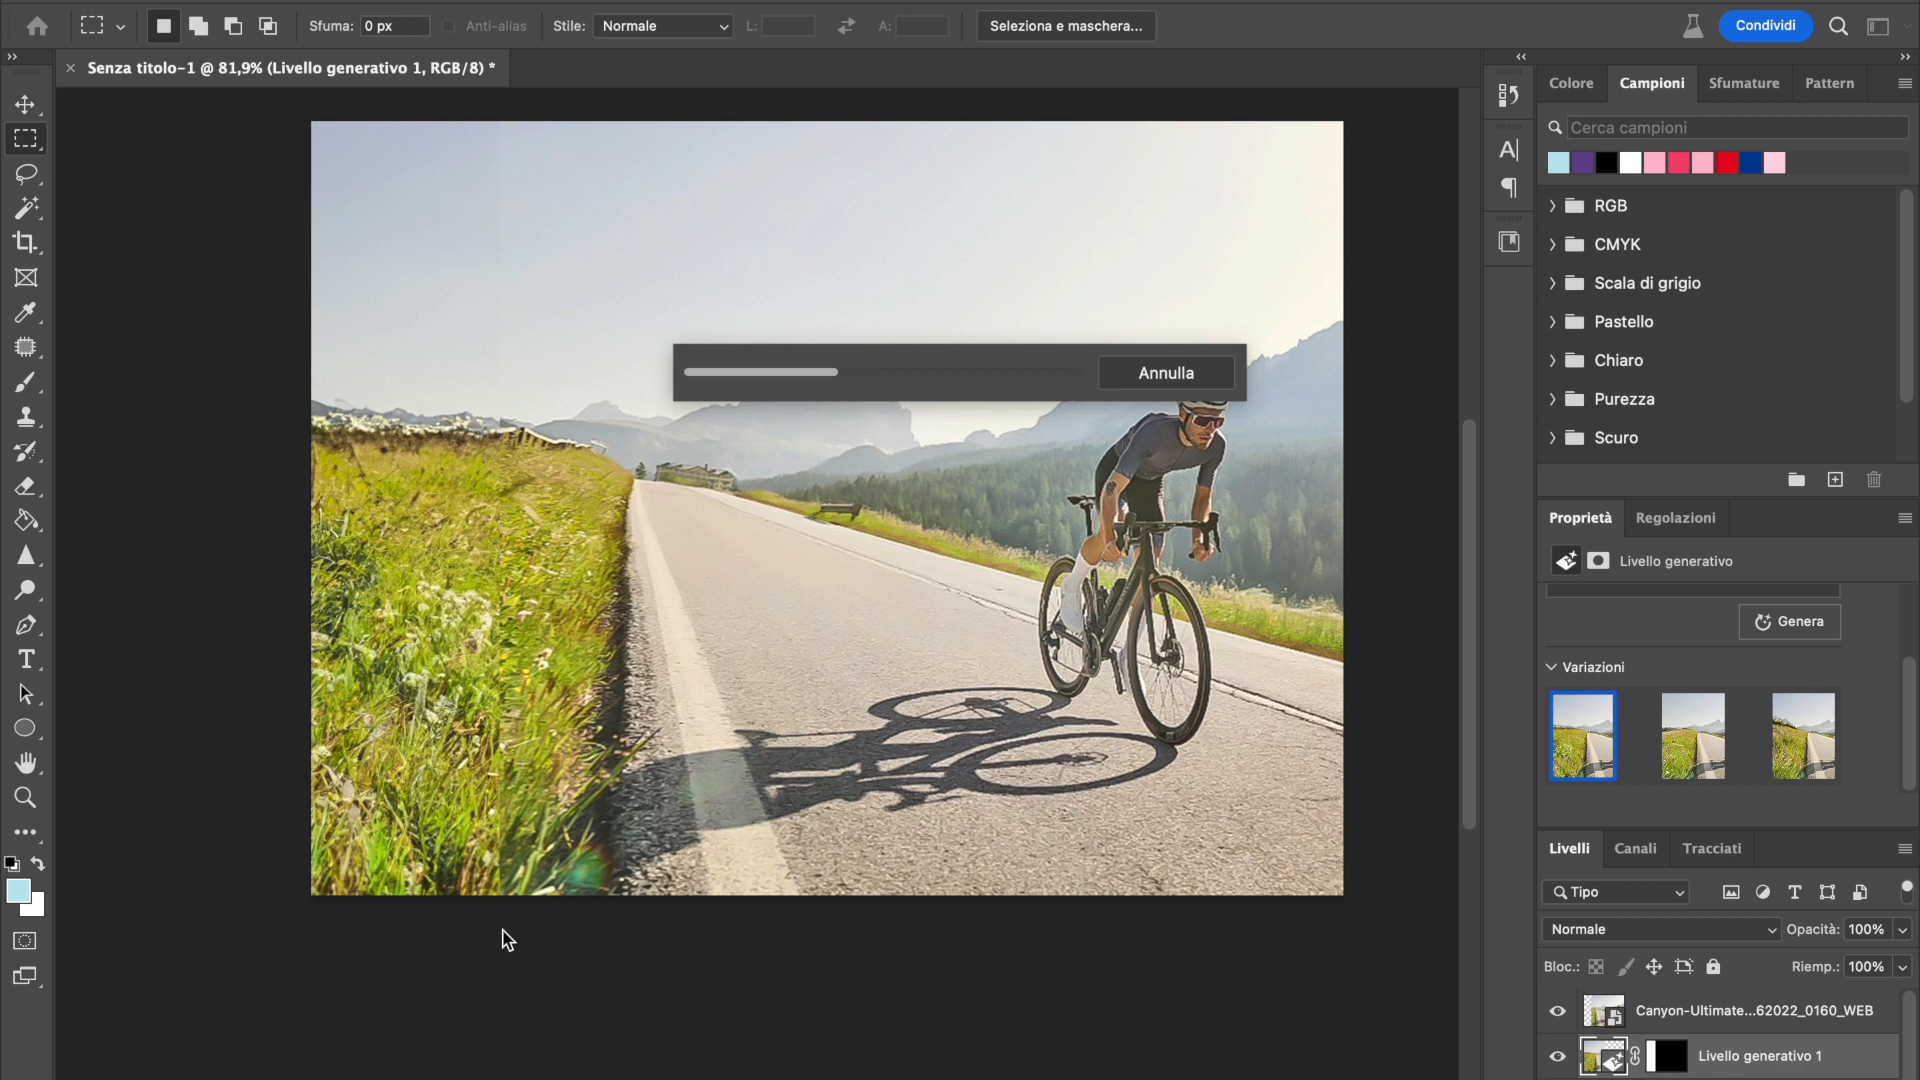 Sfuma: 0 px Anti-alias Stile: Normale L: A: Seleziona e maschera... Condividi
Senza titolo-1 @ 81,9% (Livello generativo 1, RGB/8) *
Colore Campioni Sfumature Pattern
Cerca campioni
RGB
CMYK
Scala di grigio
Pastello
Chiaro
Purezza
Scuro
Annulla
Proprietà Regolazioni
Livello generativo
Genera
Variazioni
Livelli Canali Tracciati
Tipo
Normale Opacità: 100%
Bloc.: Riemp.: 100%
Canyon-Ultimate...62022_0160_WEB
Livello generativo 1